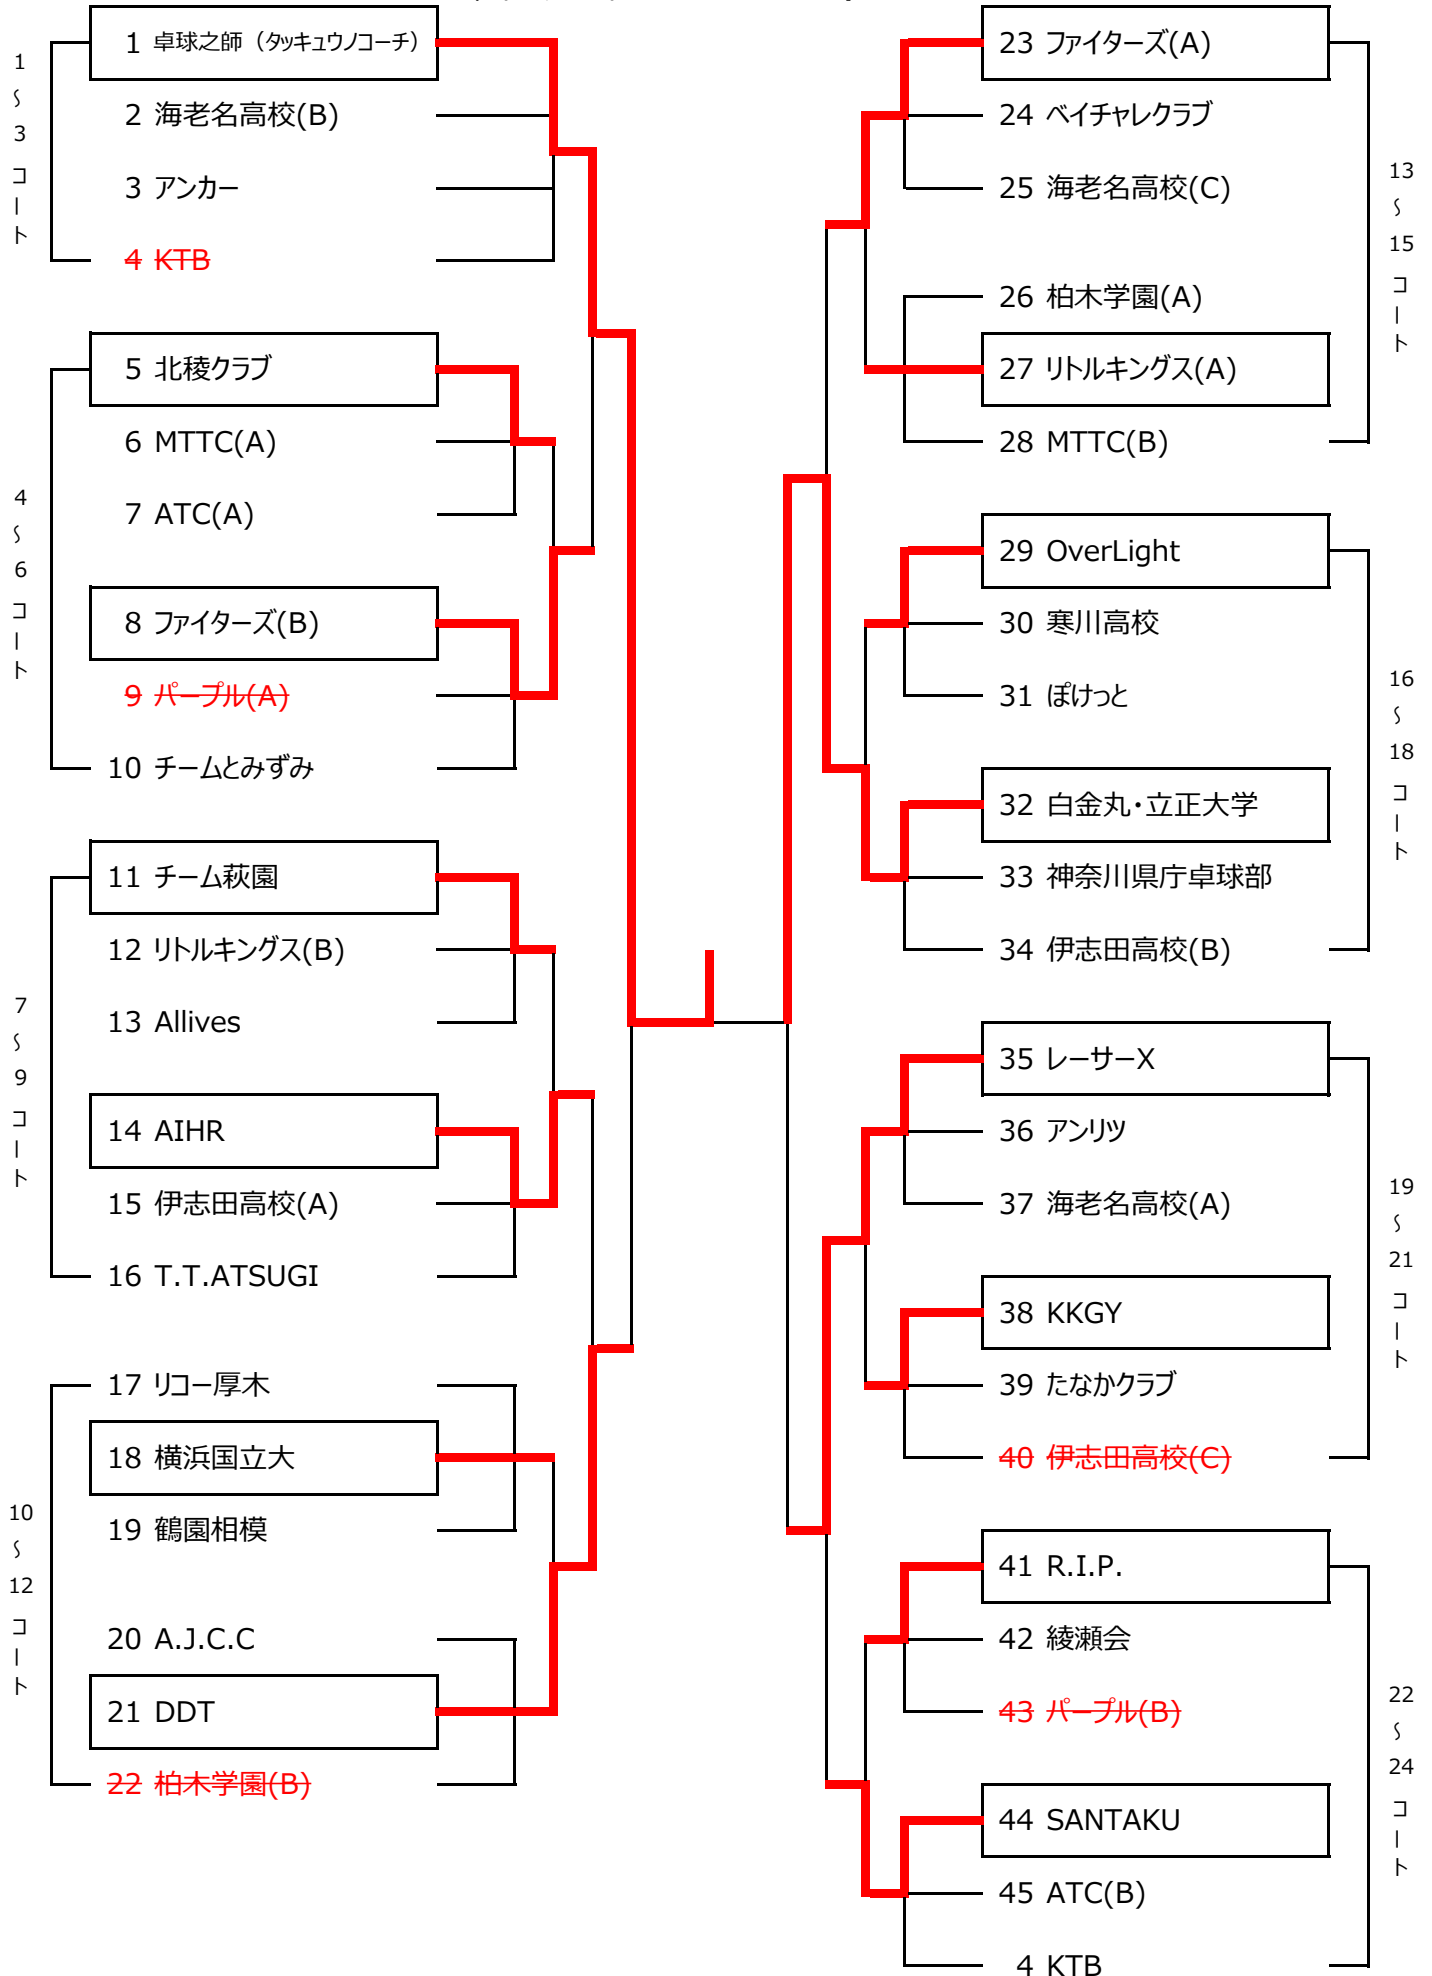 1～3コート
1 卓球之師（タッキュウノコーチ）
2 海老名高校(B)
3 アンカー
4 KTB
4～6コート
5 北稜クラブ
6 MTTC(A)
7 ATC(A)
8 ファイターズ(B)
9 パープル(A)
10 チームとみずみ
7～9コート
11 チーム萩園
12 リトルキングス(B)
13 Allives
14 AIHR
15 伊志田高校(A)
16 T.T.ATSUGI
10～12コート
17 リコー厚木
18 横浜国立大
19 鶴園相模
20 A.J.C.C
21 DDT
22 柏木学園(B)
13～15コート
23 ファイターズ(A)
24 ベイチャレクラブ
25 海老名高校(C)
26 柏木学園(A)
27 リトルキングス(A)
28 MTTC(B)
16～18コート
29 OverLight
30 寒川高校
31 ぽけっと
32 白金丸・立正大学
33 神奈川県庁卓球部
34 伊志田高校(B)
19～21コート
35 レーサーX
36 アンリツ
37 海老名高校(A)
38 KKGY
39 たなかクラブ
40 伊志田高校(C)
22～24コート
41 R.I.P.
42 綾瀬会
43 パープル(B)
44 SANTAKU
45 ATC(B)
4 KTB